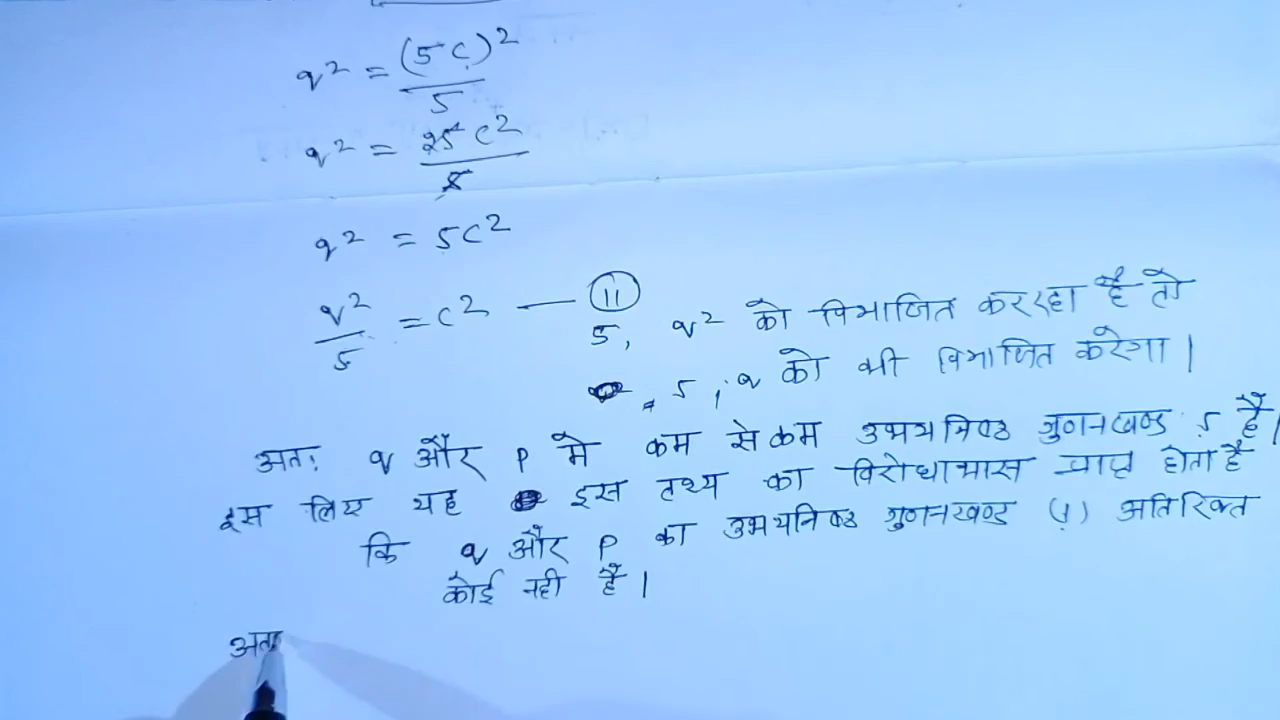 q² = (5c)²/5
q² = 25c²/5
q² = 5c²
q²/5 = c² — (11)
5, q² को विभाजित कर रहा है तो
5, q को भी विभाजित करेगा।
अतः q और p मे कम से कम उभयनिष्ठ गुणनखण्ड 5 है।
इस लिए यह इस तथ्य का विरोधाभास प्राप्त होता है
कि q और p का उभयनिष्ठ गुणनखण्ड (1) अतिरिक्त
कोई नही है।
अतः